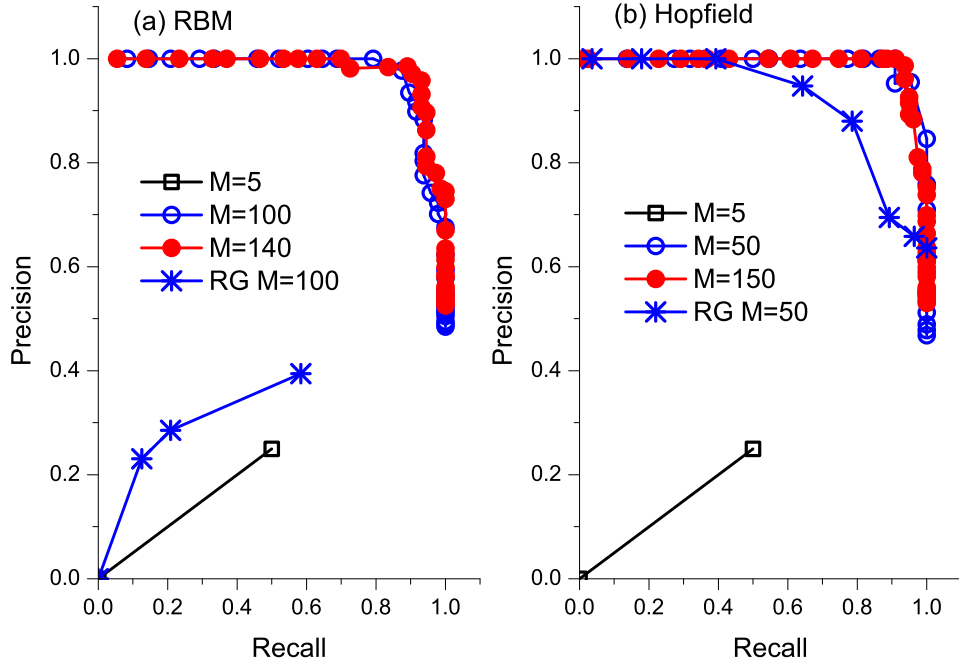 (a) RBM
1.0
0.8
0.6
0.4
0.2
0.0
Precision
M=5
M=100
M=140
RG M=100
0.0 0.2 0.4 0.6 0.8 1.0
Recall
(b) Hopfield
1.0
0.8
0.6
0.4
0.2
0.0
Precision
M=5
M=50
M=150
RG M=50
0.0 0.2 0.4 0.6 0.8 1.0
Recall